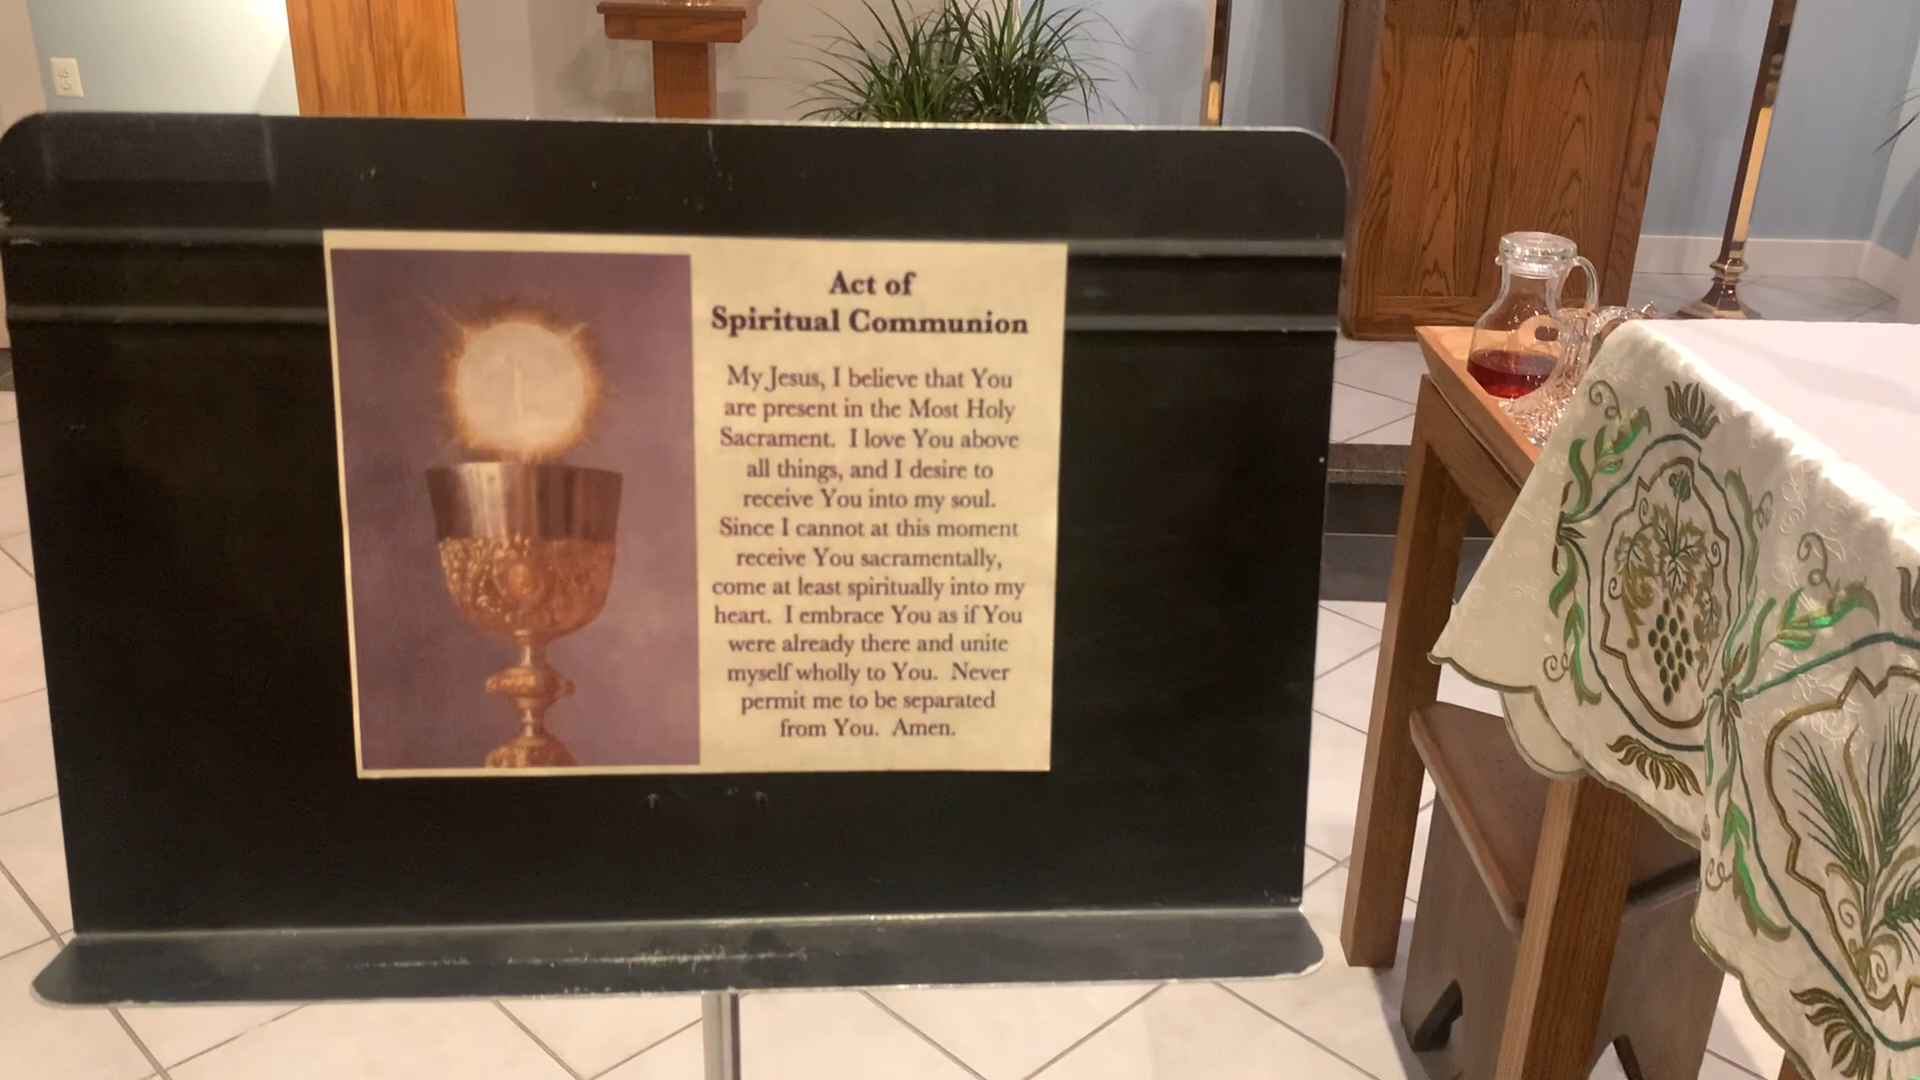 Act of
Spiritual Communion
My Jesus, I believe that You
are present in the Most Holy
Sacrament. I love You above
all things, and I desire to
receive You into my soul.
Since I cannot at this moment
receive You sacramentally,
come at least spiritually into my
heart. I embrace You as if You
were already there and unite
myself wholly to You. Never
permit me to be separated
from You. Amen.